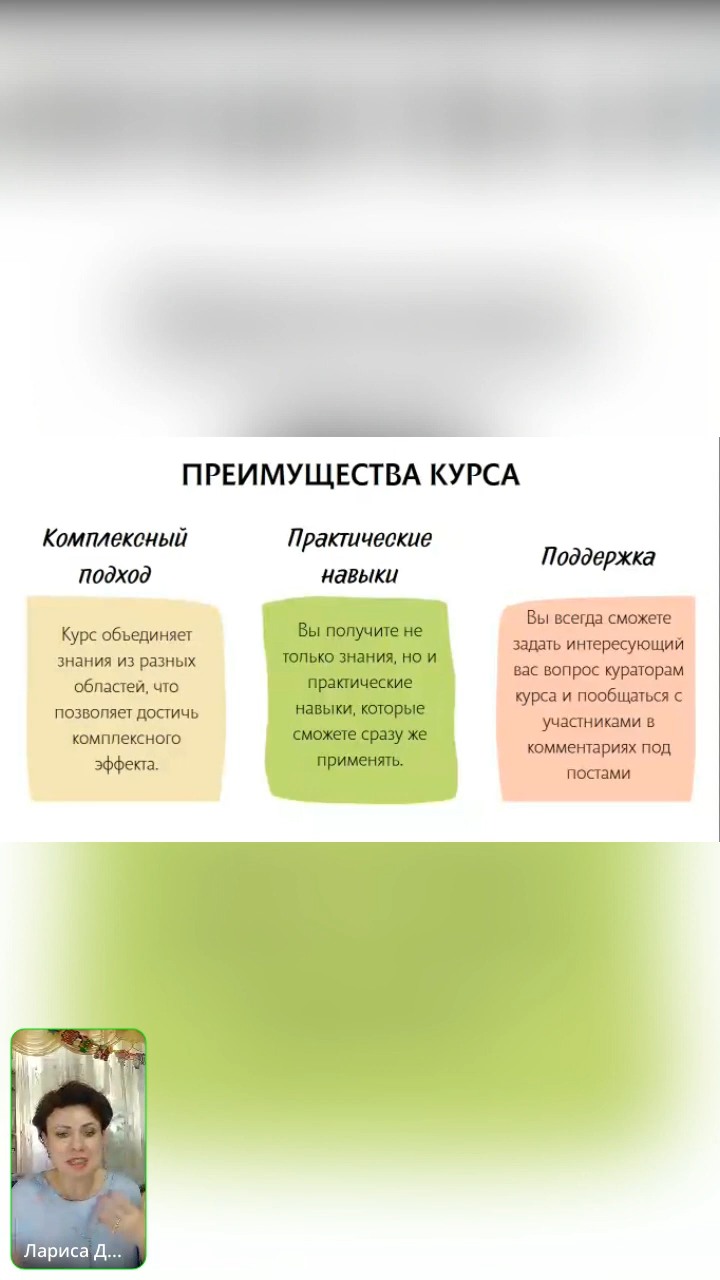 ПРЕИМУЩЕСТВА КУРСА
Комплексный
подход
Курс объединяет
знания из разных
областей, что
позволяет достичь
комплексного
эффекта.
Практические
навыки
Вы получите не
только знания, но и
практические
навыки, которые
сможете сразу же
применять.
Поддержка
Вы всегда сможете
задать интересующий
вас вопрос кураторам
курса и пообщаться с
участниками в
комментариях под
постами
Лариса Д...